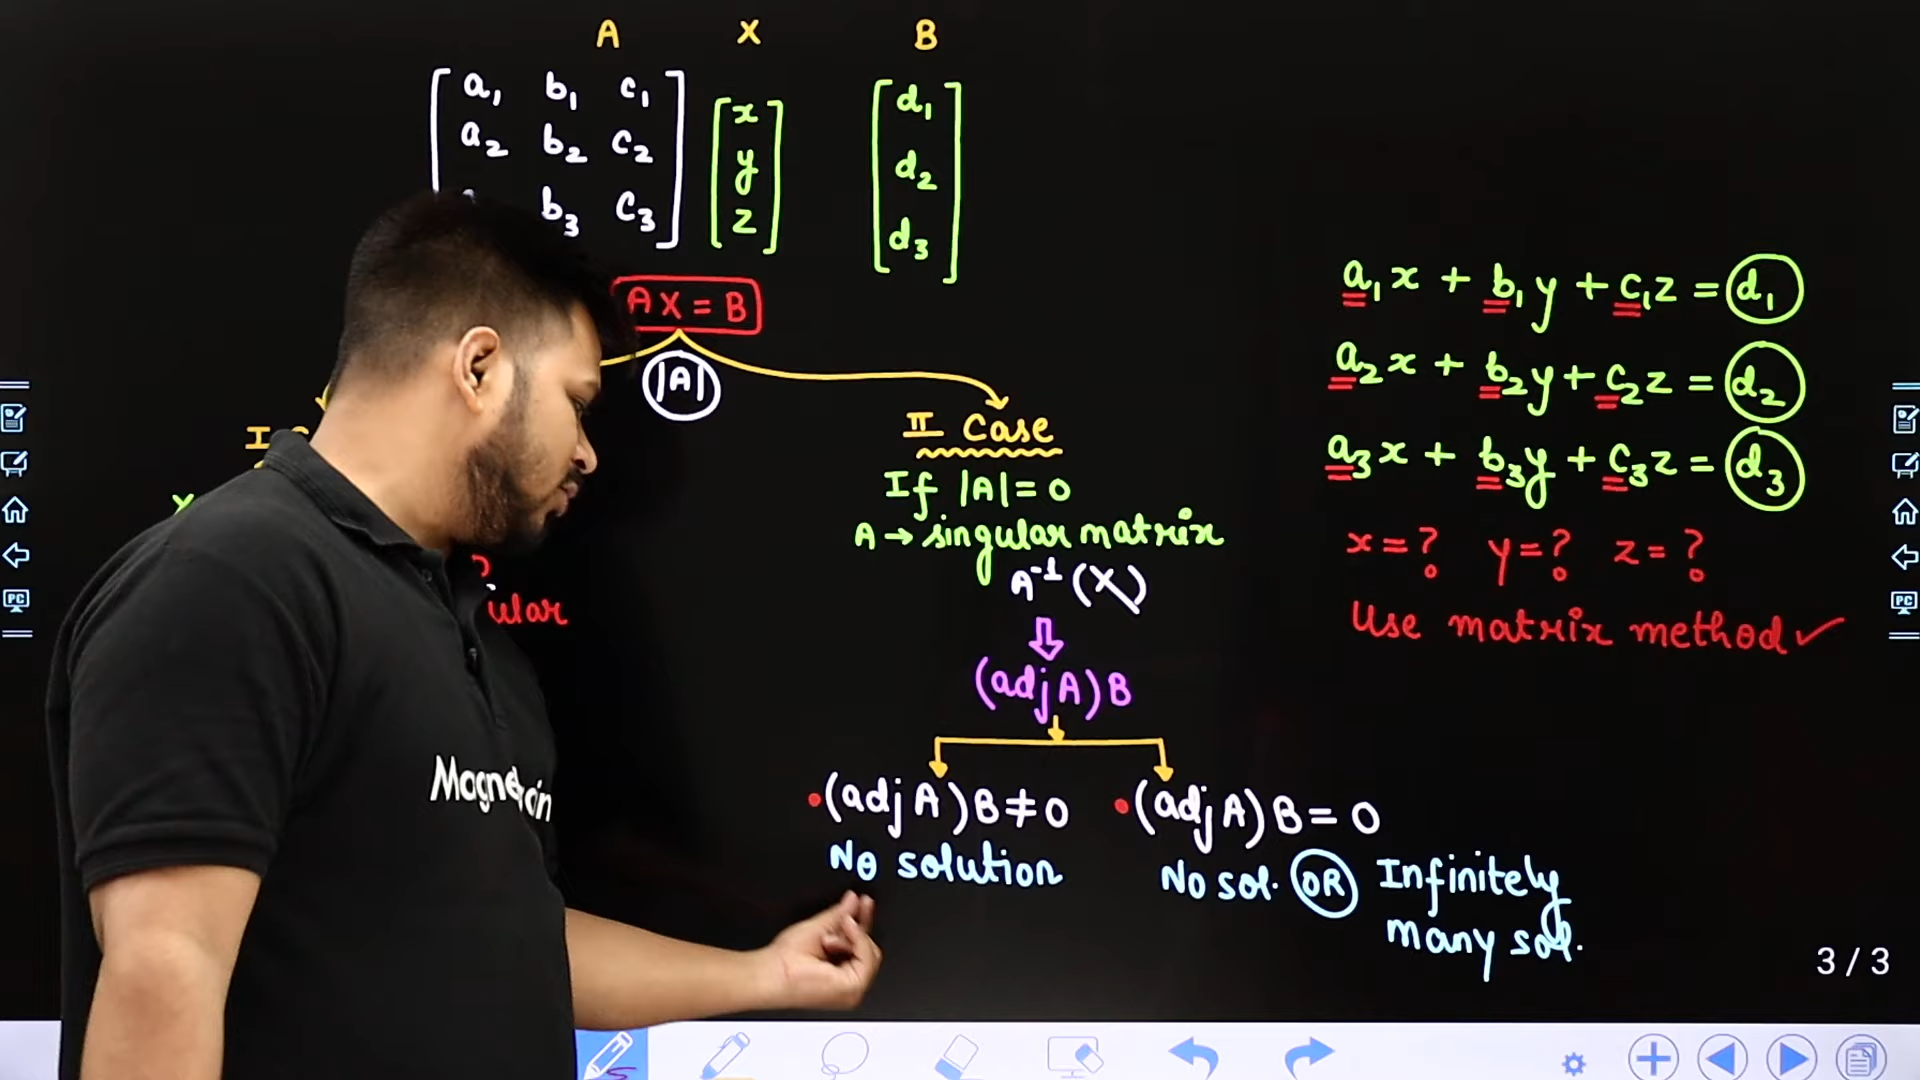 A X B
a₁ b₁ c₁
a₂ b₂ c₂
b₃ c₃
x
y
z
d₁
d₂
d₃
AX = B
|A|
I
II Case
If |A| = 0
A → singular matrix
A⁻¹ (X)
(adj A) B
• (adj A) B ≠ 0
No solution
• (adj A) B = 0
No sol. OR Infinitely
many sol.
?
ular
a₁x + b₁y + c₁z = d₁
a₂x + b₂y + c₂z = d₂
a₃x + b₃y + c₃z = d₃
x = ? y = ? z = ?
Use matrix method ✓
3 / 3
PC
PC